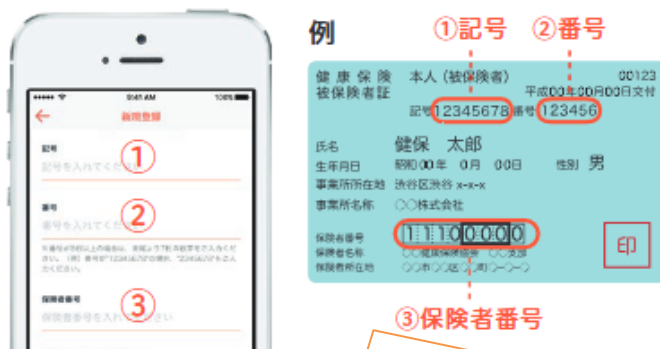 9:41 AM
100%
新規登録
記号
記号を入れてください
①
番号
番号を入れてください
②
保険者番号
保険者番号を入れてください
③
例
①記号 ②番号
健康保険 本人（被保険者） 00123
被保険者証 平成00年00月00日交付
記号12345678番号123456
氏名 健保 太郎
生年月日 昭和00年 0月 00日 性別 男
事業所所在地 渋谷区渋谷 x-x-x
事業所名称 ○○株式会社
保険者番号 11100000
保険者名称 ○○健康保険協会 ○○支部
保険者所在地 ○○市○○区○○町○-○-○
印
③保険者番号